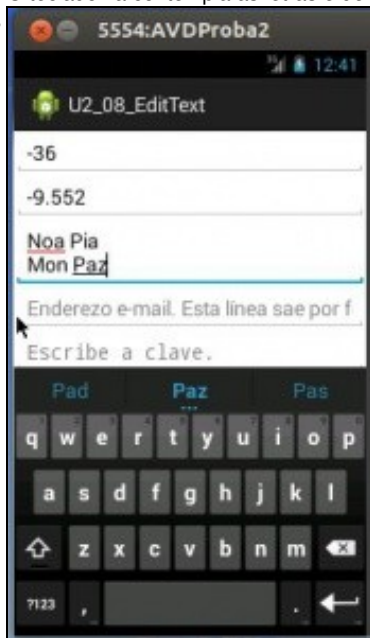 5554:AVDProba2
12:41
U2_08_EditText
-36
-9.552
Noa Pia
Mon Paz
Enderezo e-mail. Esta línea sae por f
Escribe a clave.
Pad Paz Pas
q w e r t y u i o p
a s d f g h j k l
z x c v b n m
?123 , .